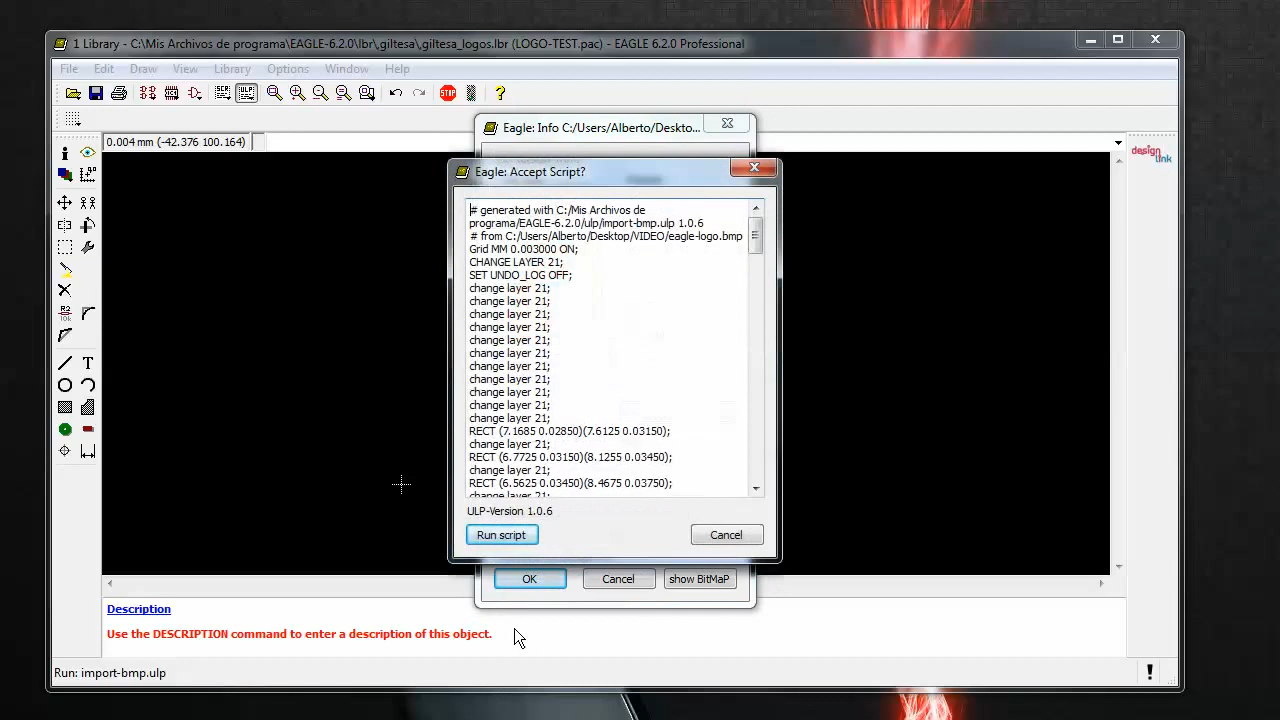 1 Library - C:\Mis Archivos de programa\EAGLE-6.2.0\lbr\giltesa\,giltesa_logos.lbr (LOGO-TEST.pac) - EAGLE 6.2.0 Professional
File Edit Draw View Library Options Window Help
SCR ULP STOP ?
Eagle: Info C:/Users/Alberto/Deskto...
0.004 mm (-42.376 100.164)
design link
Eagle: Accept Script?
# generated with C:/Mis Archivos de
programa/EAGLE-6.2.0/ulp/import-bmp.ulp 1.0.6
# from C:/Users/Alberto/Desktop/VIDEO/eagle-logo.bmp
Grid MM 0.003000 ON;
CHANGE LAYER 21;
SET UNDO_LOG OFF;
change layer 21;
change layer 21;
change layer 21;
change layer 21;
change layer 21;
change layer 21;
change layer 21;
change layer 21;
change layer 21;
change layer 21;
change layer 21;
RECT (7.1685 0.02850)(7.6125 0.03150);
change layer 21;
RECT (6.7725 0.03150)(8.1255 0.03450);
change layer 21;
RECT (6.5625 0.03450)(8.4675 0.03750);
change layer 21;
ULP-Version 1.0.6
Run script Cancel
R2
10k
T
OK Cancel show BitMaP
Description
Use the DESCRIPTION command to enter a description of this object.
Run: import-bmp.ulp